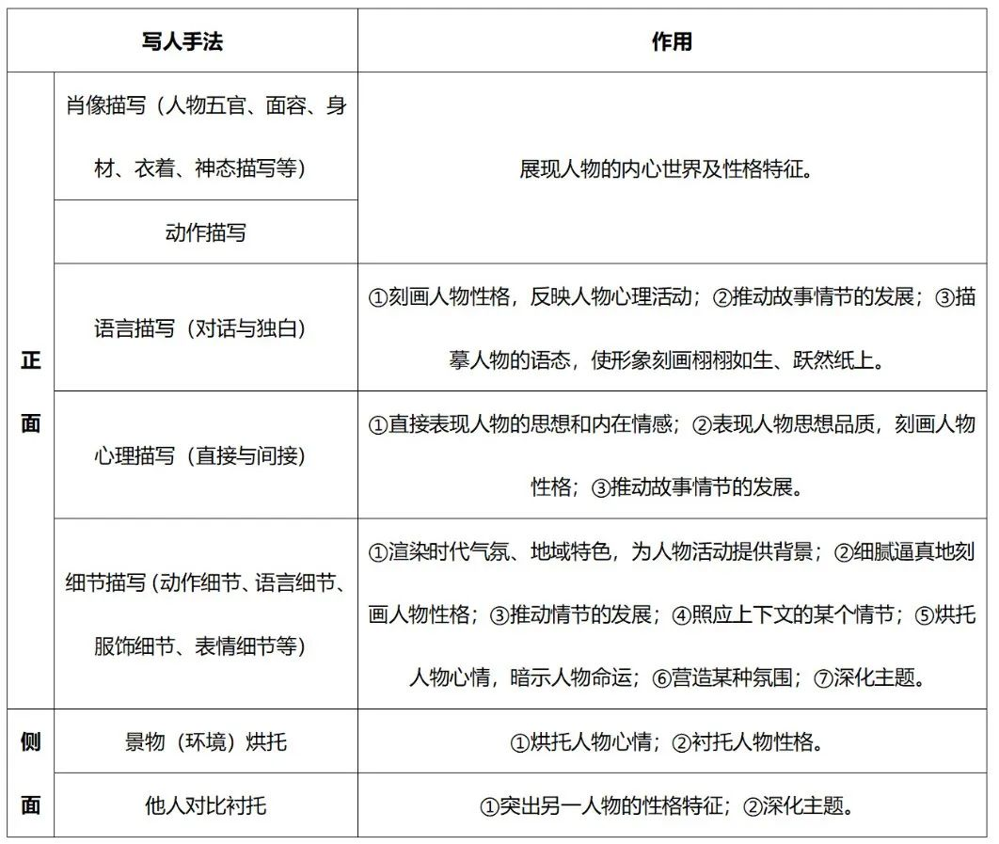 写人手法
作用
正
面
肖像描写（人物五官、面容、身
材、衣着、神态描写等）
展现人物的内心世界及性格特征。
动作描写
语言描写（对话与独白）
①刻画人物性格，反映人物心理活动；②推动故事情节的发展；③描
摹人物的语态，使形象刻画栩栩如生、跃然纸上。
心理描写（直接与间接）
①直接表现人物的思想和内在情感；②表现人物思想品质，刻画人物
性格；③推动故事情节的发展。
细节描写（动作细节、语言细节、
服饰细节、表情细节等）
①渲染时代气氛、地域特色，为人物活动提供背景；②细腻逼真地刻
画人物性格；③推动情节的发展；④照应上下文的某个情节；⑤烘托
人物心情，暗示人物命运；⑥营造某种氛围；⑦深化主题。
侧
面
景物（环境）烘托
①烘托人物心情；②衬托人物性格。
他人对比衬托
①突出另一人物的性格特征；②深化主题。